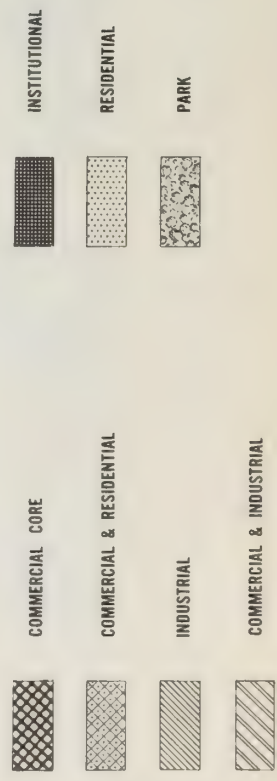 COMMERCIAL CORE
COMMERCIAL & RESIDENTIAL
INDUSTRIAL
COMMERCIAL & INDUSTRIAL
INSTITUTIONAL
RESIDENTIAL
PARK